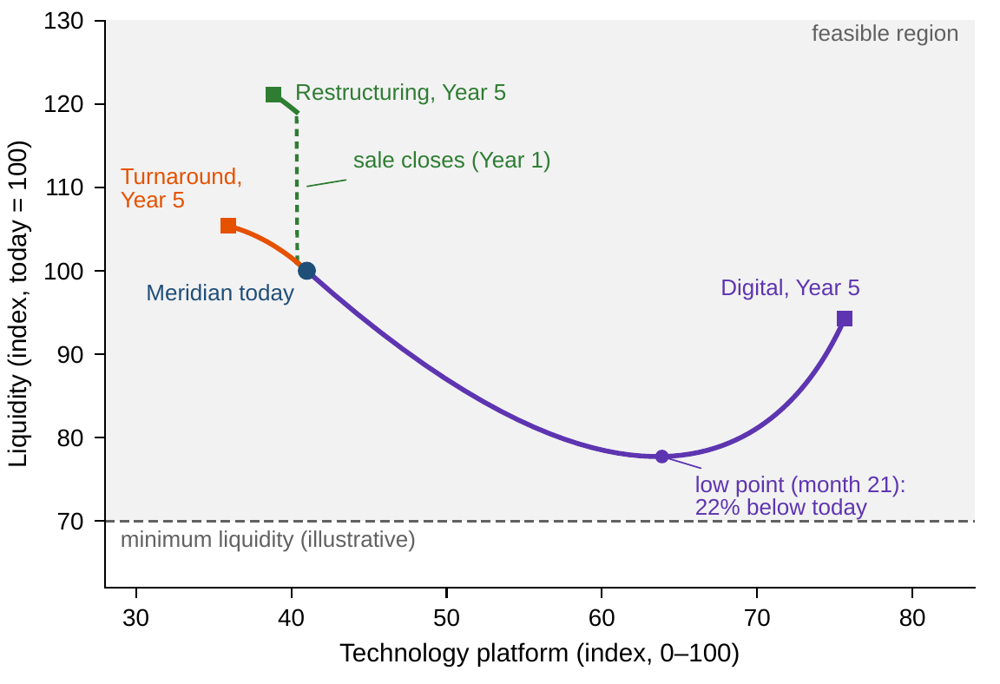 130
feasible region
120
Restructuring, Year 5
sale closes (Year 1)
Turnaround,
Year 5
110
100
Meridian today
Digital, Year 5
90
80
low point (month 21):
22% below today
70
minimum liquidity (illustrative)
Liquidity (index, today = 100)
30 40 50 60 70 80
Technology platform (index, 0–100)